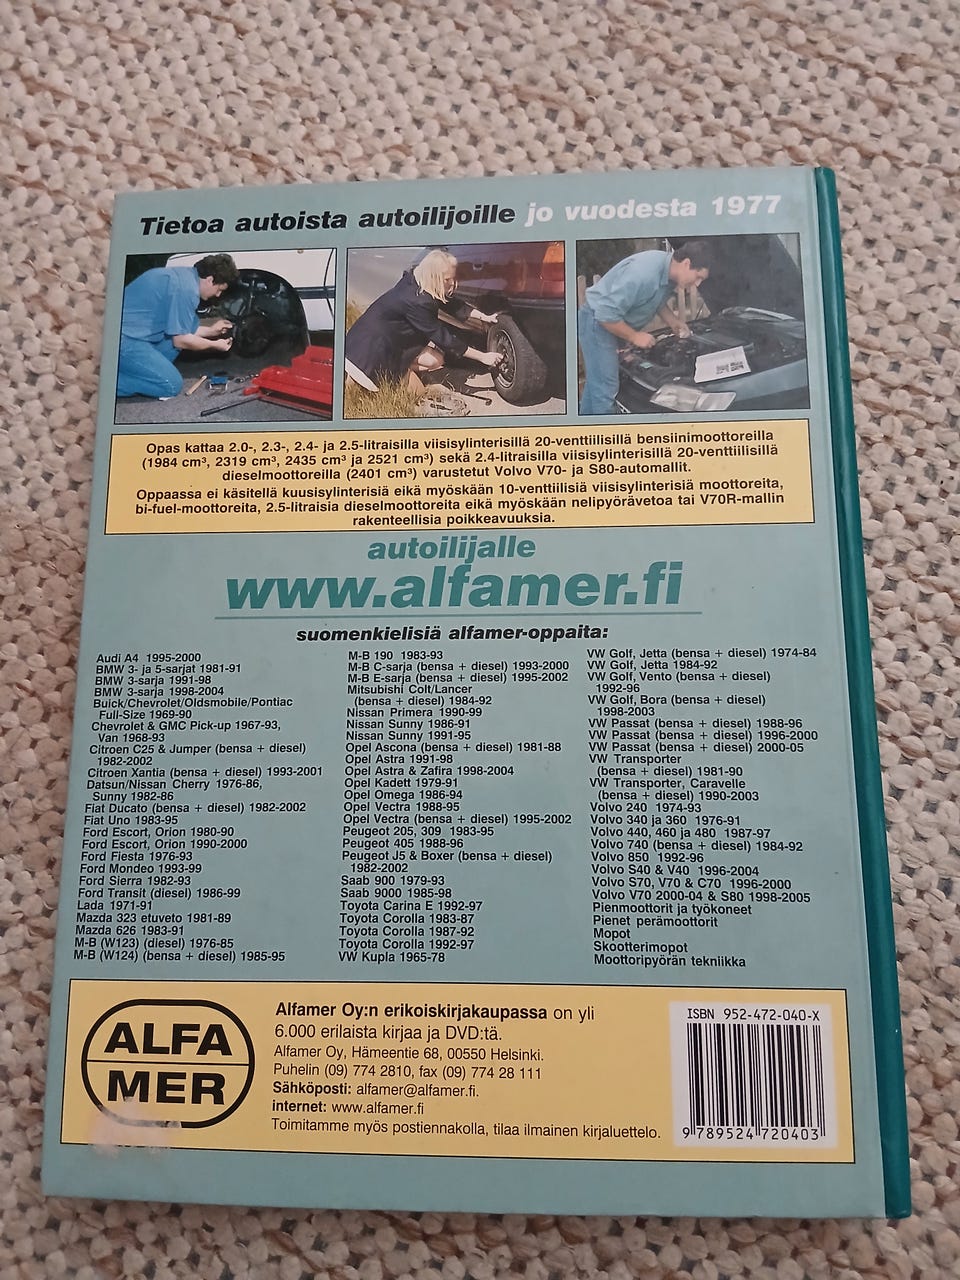 Tietoa autoista autoilijoille jo vuodesta 1977
Opas kattaa 2.0-, 2.3-, 2.4- ja 2.5-litraisilla viisisylinterisillä 20-venttiilisillä bensiinimoottoreilla
(1984 cm³, 2319 cm³, 2435 cm³ ja 2521 cm³) sekä 2.4-litraisilla viisisylinterisillä 20-venttiilisillä
dieselmoottoreilla (2401 cm³) varustetut Volvo V70- ja S80-automallit.
Oppaassa ei käsitellä kuusisylinterisiä eikä myöskään 10-venttiilisiä viisisylinterisiä moottoreita,
bi-fuel-moottoreita, 2.5-litraisia dieselmoottoreita eikä myöskään nelipyörävetoa tai V70R-mallin
rakenteellisia poikkeavuuksia.
autoilijalle
www.alfamer.fi
suomenkielisiä alfamer-oppaita:
Audi A4 1995-2000
BMW 3- ja 5-sarjat 1981-91
BMW 3-sarja 1991-98
BMW 3-sarja 1998-2004
Buick/Chevrolet/Oldsmobile/Pontiac
Full-Size 1969-90
Chevrolet & GMC Pick-up 1967-93,
Van 1968-93
Citroen C25 & Jumper (bensa + diesel)
1982-2002
Citroen Xantia (bensa + diesel) 1993-2001
Datsun/Nissan Cherry 1976-86,
Sunny 1982-86
Fiat Ducato (bensa + diesel) 1982-2002
Fiat Uno 1983-95
Ford Escort, Orion 1980-90
Ford Escort, Orion 1990-2000
Ford Fiesta 1976-93
Ford Mondeo 1993-99
Ford Sierra 1982-93
Ford Transit (diesel) 1986-99
Lada 1971-91
Mazda 323 etuveto 1981-89
Mazda 626 1983-91
M-B (W123) (diesel) 1976-85
M-B (W124) (bensa + diesel) 1985-95
M-B 190 1983-93
M-B C-sarja (bensa + diesel) 1993-2000
M-B E-sarja (bensa + diesel) 1995-2002
Mitsubishi Colt/Lancer
(bensa + diesel) 1984-92
Nissan Primera 1990-99
Nissan Sunny 1986-91
Nissan Sunny 1991-95
Opel Ascona (bensa + diesel) 1981-88
Opel Astra 1991-98
Opel Astra & Zafira 1998-2004
Opel Kadett 1979-91
Opel Omega 1986-94
Opel Vectra 1988-95
Opel Vectra (bensa + diesel) 1995-2002
Peugeot 205, 309 1983-95
Peugeot 405 1988-96
Peugeot J5 & Boxer (bensa + diesel)
1982-2002
Saab 900 1979-93
Saab 9000 1985-98
Toyota Carina E 1992-97
Toyota Corolla 1983-87
Toyota Corolla 1987-92
Toyota Corolla 1992-97
VW Kupla 1965-78
VW Golf, Jetta (bensa + diesel) 1974-84
VW Golf, Jetta 1984-92
VW Golf, Vento (bensa + diesel)
1992-96
VW Golf, Bora (bensa + diesel)
1998-2003
VW Passat (bensa + diesel) 1988-96
VW Passat (bensa + diesel) 1996-2000
VW Passat (bensa + diesel) 2000-05
VW Transporter
(bensa + diesel) 1981-90
VW Transporter, Caravelle
(bensa + diesel) 1990-2003
Volvo 240 1974-93
Volvo 340 ja 360 1976-91
Volvo 440, 460 ja 480 1987-97
Volvo 740 (bensa + diesel) 1984-92
Volvo 850 1992-96
Volvo S40 & V40 1996-2004
Volvo S70, V70 & C70 1996-2000
Volvo V70 2000-04 & S80 1998-2005
Pienmoottorit ja työkoneet
Pienet perämoottorit
Mopot
Skootterimopot
Moottoripyörän tekniikka
ALFA
MER
Alfamer Oy:n erikoiskirjakaupassa on yli
6.000 erilaista kirjaa ja DVD:tä.
Alfamer Oy, Hämeentie 68, 00550 Helsinki.
Puhelin (09) 774 2810, fax (09) 774 28 111
Sähköposti: alfamer@alfamer.fi.
internet: www.alfamer.fi
Toimitamme myös postiennakolla, tilaa ilmainen kirjaluettelo.
ISBN 952-472-040-X
9 789524 720403